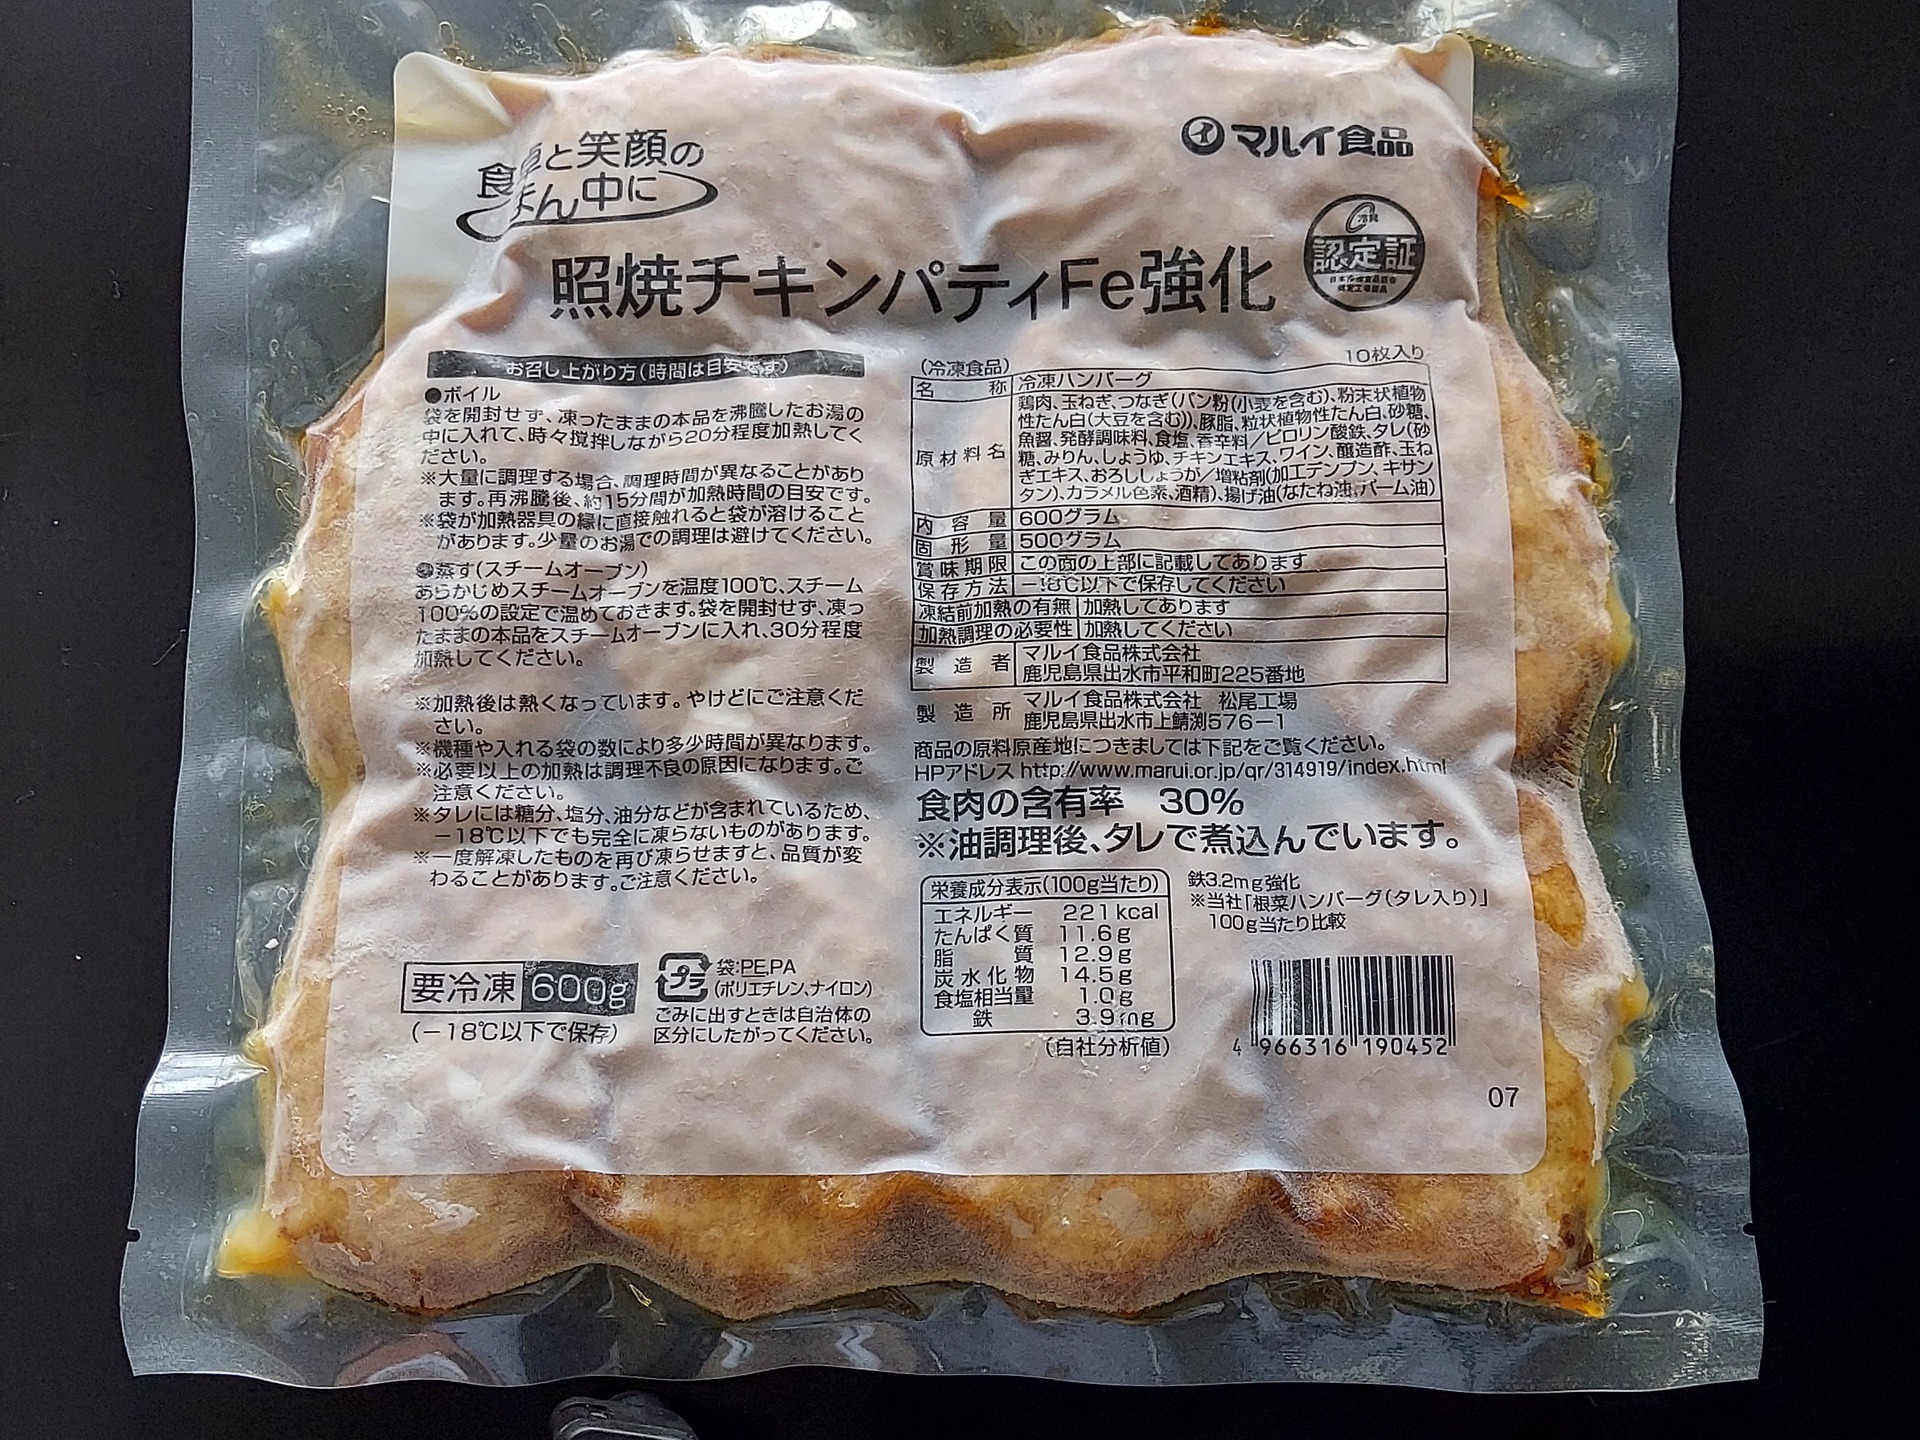 食卓と笑顔の
まん中に
マルイ食品
冷食
認定証
照焼チキンパティFe強化
お召し上がり方(時間は目安です)
●ボイル
袋を開封せず、凍ったままの本品を沸騰したお湯の
中に入れて、時々撹拌しながら20分程度加熱してく
ださい。
※大量に調理する場合、調理時間が異なることがあり
ます。再沸騰後、約15分間が加熱時間の目安です。
※袋が加熱器具の縁に直接触れると袋が溶けること
があります。少量のお湯での調理は避けてください。
●蒸す(スチームオーブン)
あらかじめスチームオーブンを温度100℃、スチーム
100%の設定で温めておきます。袋を開封せず、凍っ
たままの本品をスチームオーブンに入れ、30分程度
加熱してください。
※加熱後は熱くなっています。やけどにご注意くだ
さい。
※機種や入れる袋の数により多少時間が異なります。
※必要以上の加熱は調理不良の原因になります。ご
注意ください。
※タレには糖分、塩分、油分などが含まれているため、
-18℃以下でも完全に凍らないものがあります。
※一度解凍したものを再び凍らせますと、品質が変
わることがあります。ご注意ください。
要冷凍 600g
(-18℃以下で保存)
プラ
袋:PE,PA
(ポリエチレン、ナイロン)
ごみに出すときは自治体の
区分にしたがってください。
(冷凍食品) 10枚入り
名称 冷凍ハンバーグ
原材料名 鶏肉、玉ねぎ、つなぎ(パン粉(小麦を含む)、粉末状植物
性たん白(大豆を含む))、豚脂、粒状植物性たん白、砂糖、
魚醤、発酵調味料、食塩、香辛料/ピロリン酸鉄、タレ(砂
糖、みりん、しょうゆ、チキンエキス、ワイン、醸造酢、玉ね
ぎエキス、おろししょうが/増粘剤(加工デンプン、キサン
タン)、カラメル色素、酒精)、揚げ油(なたね油、パーム油)
内容量 600グラム
固形量 500グラム
賞味期限 この面の上部に記載してあります
保存方法 -18℃以下で保存してください
凍結前加熱の有無 加熱してあります
加熱調理の必要性 加熱してください
製造者 マルイ食品株式会社
鹿児島県出水市平和町225番地
製造所 マルイ食品株式会社 松尾工場
鹿児島県出水市上鯖渕576-1
商品の原料原産地につきましては下記をご覧ください。
HPアドレス http://www.marui.or.jp/qr/314919/index.html
食肉の含有率 30%
※油調理後、タレで煮込んでいます。
栄養成分表示(100g当たり)
エネルギー 221kcal
たんぱく質 11.6g
脂質 12.9g
炭水化物 14.5g
食塩相当量 1.0g
鉄 3.9mg
(自社分析値)
鉄3.2mg強化
※当社「根菜ハンバーグ(タレ入り)」
100g当たり比較
4 966316 190452
07